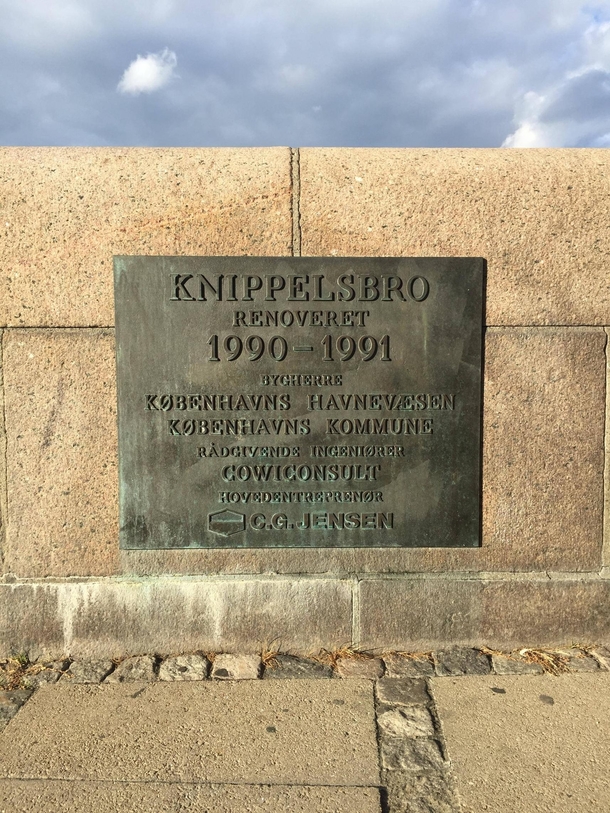 KNIPPELSBRO
RENOVERET
1990 – 1991
BYGHERRE
KØBENHAVNS HAVNEVÆSEN
KØBENHAVNS KOMMUNE
RÅDGIVENDE INGENIØRER
COWICONSULT
HOVEDENTREPRENØR
C.G. JENSEN